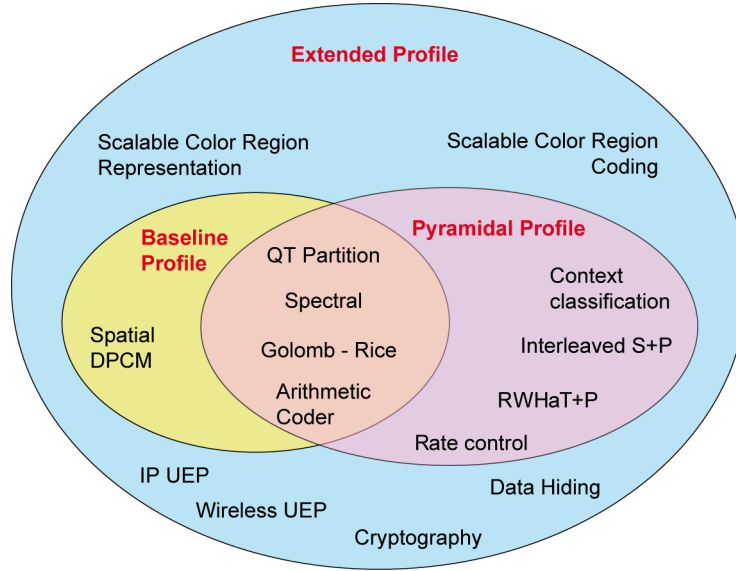 Extended Profile
Scalable Color Region
Representation
Scalable Color Region
Coding
Baseline
Profile
Pyramidal Profile
QT Partition
Spectral
Golomb - Rice
Arithmetic
Coder
Spatial
DPCM
Context
classification
Interleaved S+P
RWHaT+P
Rate control
IP UEP
Wireless UEP
Cryptography
Data Hiding